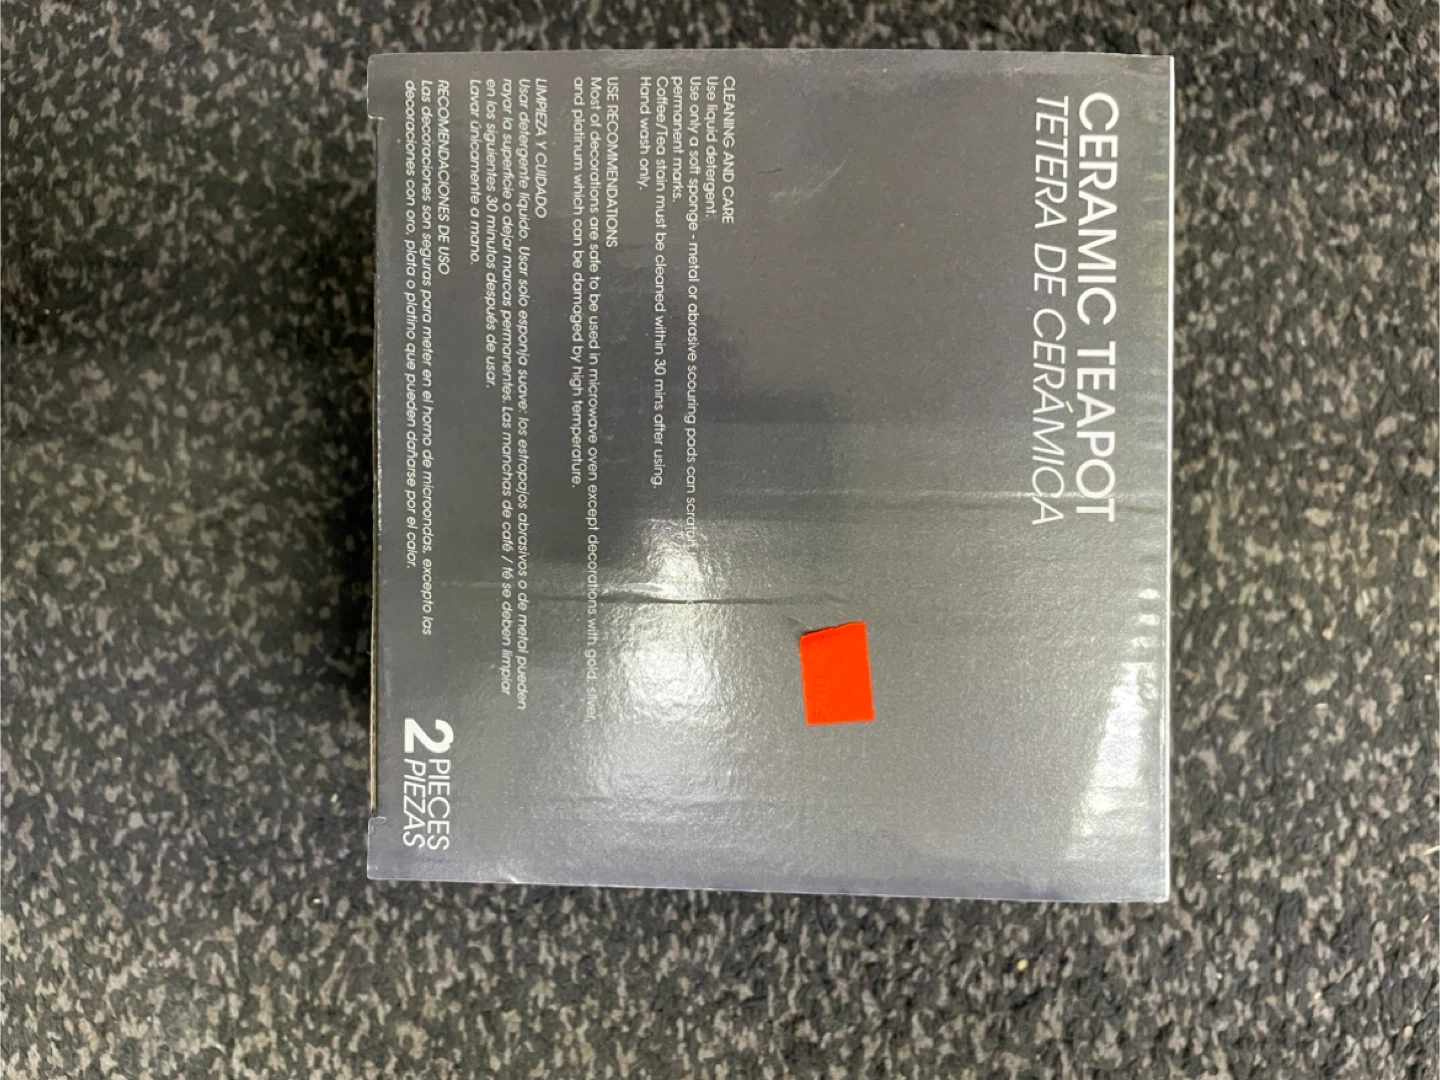 CERAMIC TEAPOT
TETERA DE CERÁMICA
CLEANING AND CARE
Use liquid detergent.
Use only a soft sponge - metal or abrasive scouring pads can scratch
permanent marks.
Coffee/Tea stain must be cleaned within 30 mins after using.
Hand wash only.
USE RECOMMENDATIONS
Most of decorations are safe to be used in microwave oven except decorations with gold, silver,
and platinum which can be damaged by high temperature.
LIMPIEZA Y CUIDADO
Usar detergente líquido. Usar solo esponja suave; los estropajos abrasivos o de metal pueden
rayar la superficie o dejar marcas permanentes. Las manchas de café / té se deben limpiar
en los siguientes 30 minutos después de usar.
Lavar únicamente a mano.
RECOMENDACIONES DE USO
Las decoraciones son seguras para meter en el horno de microondas, excepto las
decoraciones con oro, plata o platino que pueden dañarse por el calor.
2 PIECES
PIEZAS